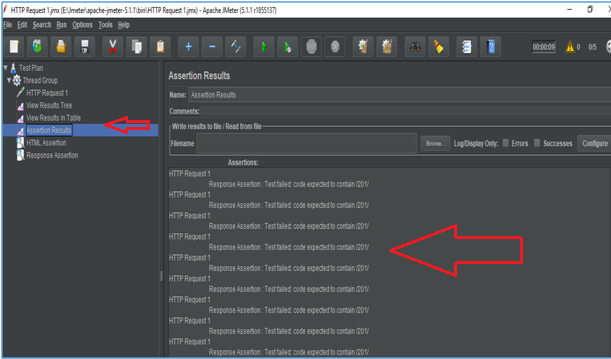 HTTP Request 1.jmx (E:\Jmeter\apache-jmeter-5.1.1\bin\HTTP Request 1.jmx) - Apache JMeter (5.1.1 r1855137)
File Edit Search Run Options Tools Help
00:00:09 0 0/5
Test Plan
Thread Group
HTTP Request 1
View Results Tree
View Results in Table
Assertion Results
HTML Assertion
Response Assertion
Assertion Results
Name: Assertion Results
Comments:
Write results to file / Read from file
Filename Browse... Log/Display Only: Errors Successes Configure
Assertions:
HTTP Request 1
Response Assertion : Test failed: code expected to contain /201/
HTTP Request 1
Response Assertion : Test failed: code expected to contain /201/
HTTP Request 1
Response Assertion : Test failed: code expected to contain /201/
HTTP Request 1
Response Assertion : Test failed: code expected to contain /201/
HTTP Request 1
Response Assertion : Test failed: code expected to contain /201/
HTTP Request 1
Response Assertion : Test failed: code expected to contain /201/
HTTP Request 1
Response Assertion : Test failed: code expected to contain /201/
HTTP Request 1
Response Assertion : Test failed: code expected to contain /201/
HTTP Request 1
Response Assertion : Test failed: code expected to contain /201/